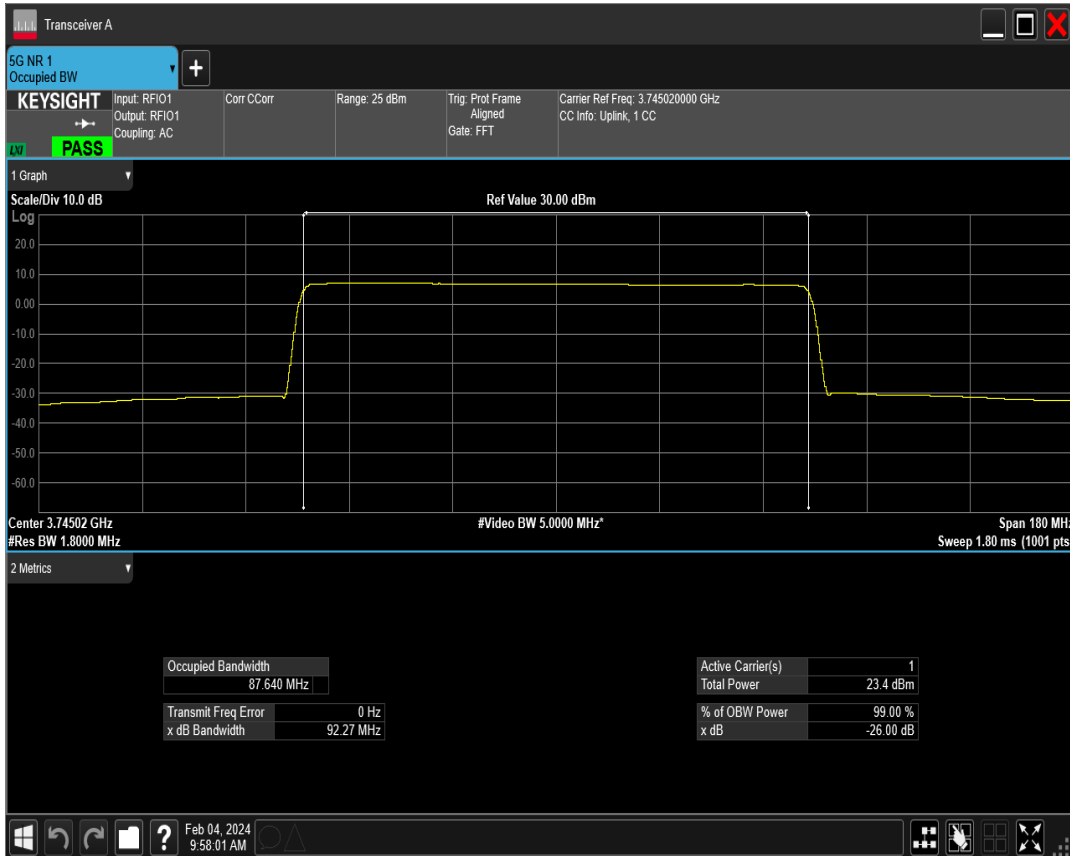 Transceiver A
5G NR 1
Occupied BW
KEYSIGHT
LXI
PASS
Input: RFIO1
Output: RFIO1
Coupling: AC
Corr CCorr
Range: 25 dBm
Trig: Prot Frame
Aligned
Gate: FFT
Carrier Ref Freq: 3.745020000 GHz
CC Info: Uplink, 1 CC
1 Graph
Scale/Div 10.0 dB
Ref Value 30.00 dBm
Log
20.0
10.0
0.00
-10.0
-20.0
-30.0
-40.0
-50.0
-60.0
Center 3.74502 GHz
#Video BW 5.0000 MHz*
Span 180 MHz
#Res BW 1.8000 MHz
Sweep 1.80 ms (1001 pts
2 Metrics
Occupied Bandwidth
87.640 MHz
Transmit Freq Error 0 Hz
x dB Bandwidth 92.27 MHz
Active Carrier(s) 1
Total Power 23.4 dBm
% of OBW Power 99.00 %
x dB -26.00 dB
?
Feb 04, 2024
9:58:01 AM